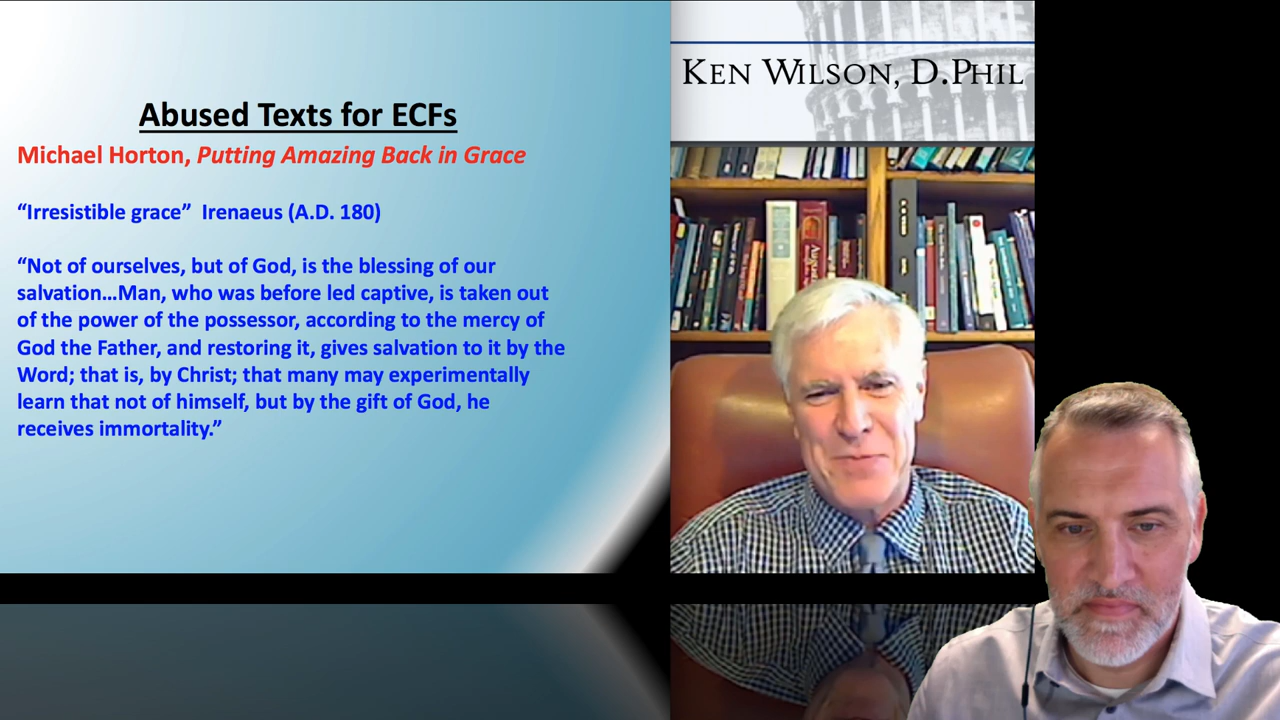 Abused Texts for ECFs
Michael Horton, Putting Amazing Back in Grace
“Irresistible grace” Irenaeus (A.D. 180)
“Not of ourselves, but of God, is the blessing of our
salvation...Man, who was before led captive, is taken out
of the power of the possessor, according to the mercy of
God the Father, and restoring it, gives salvation to it by the
Word; that is, by Christ; that many may experimentally
learn that not of himself, but by the gift of God, he
receives immortality.”
KEN WILSON, D.PHIL